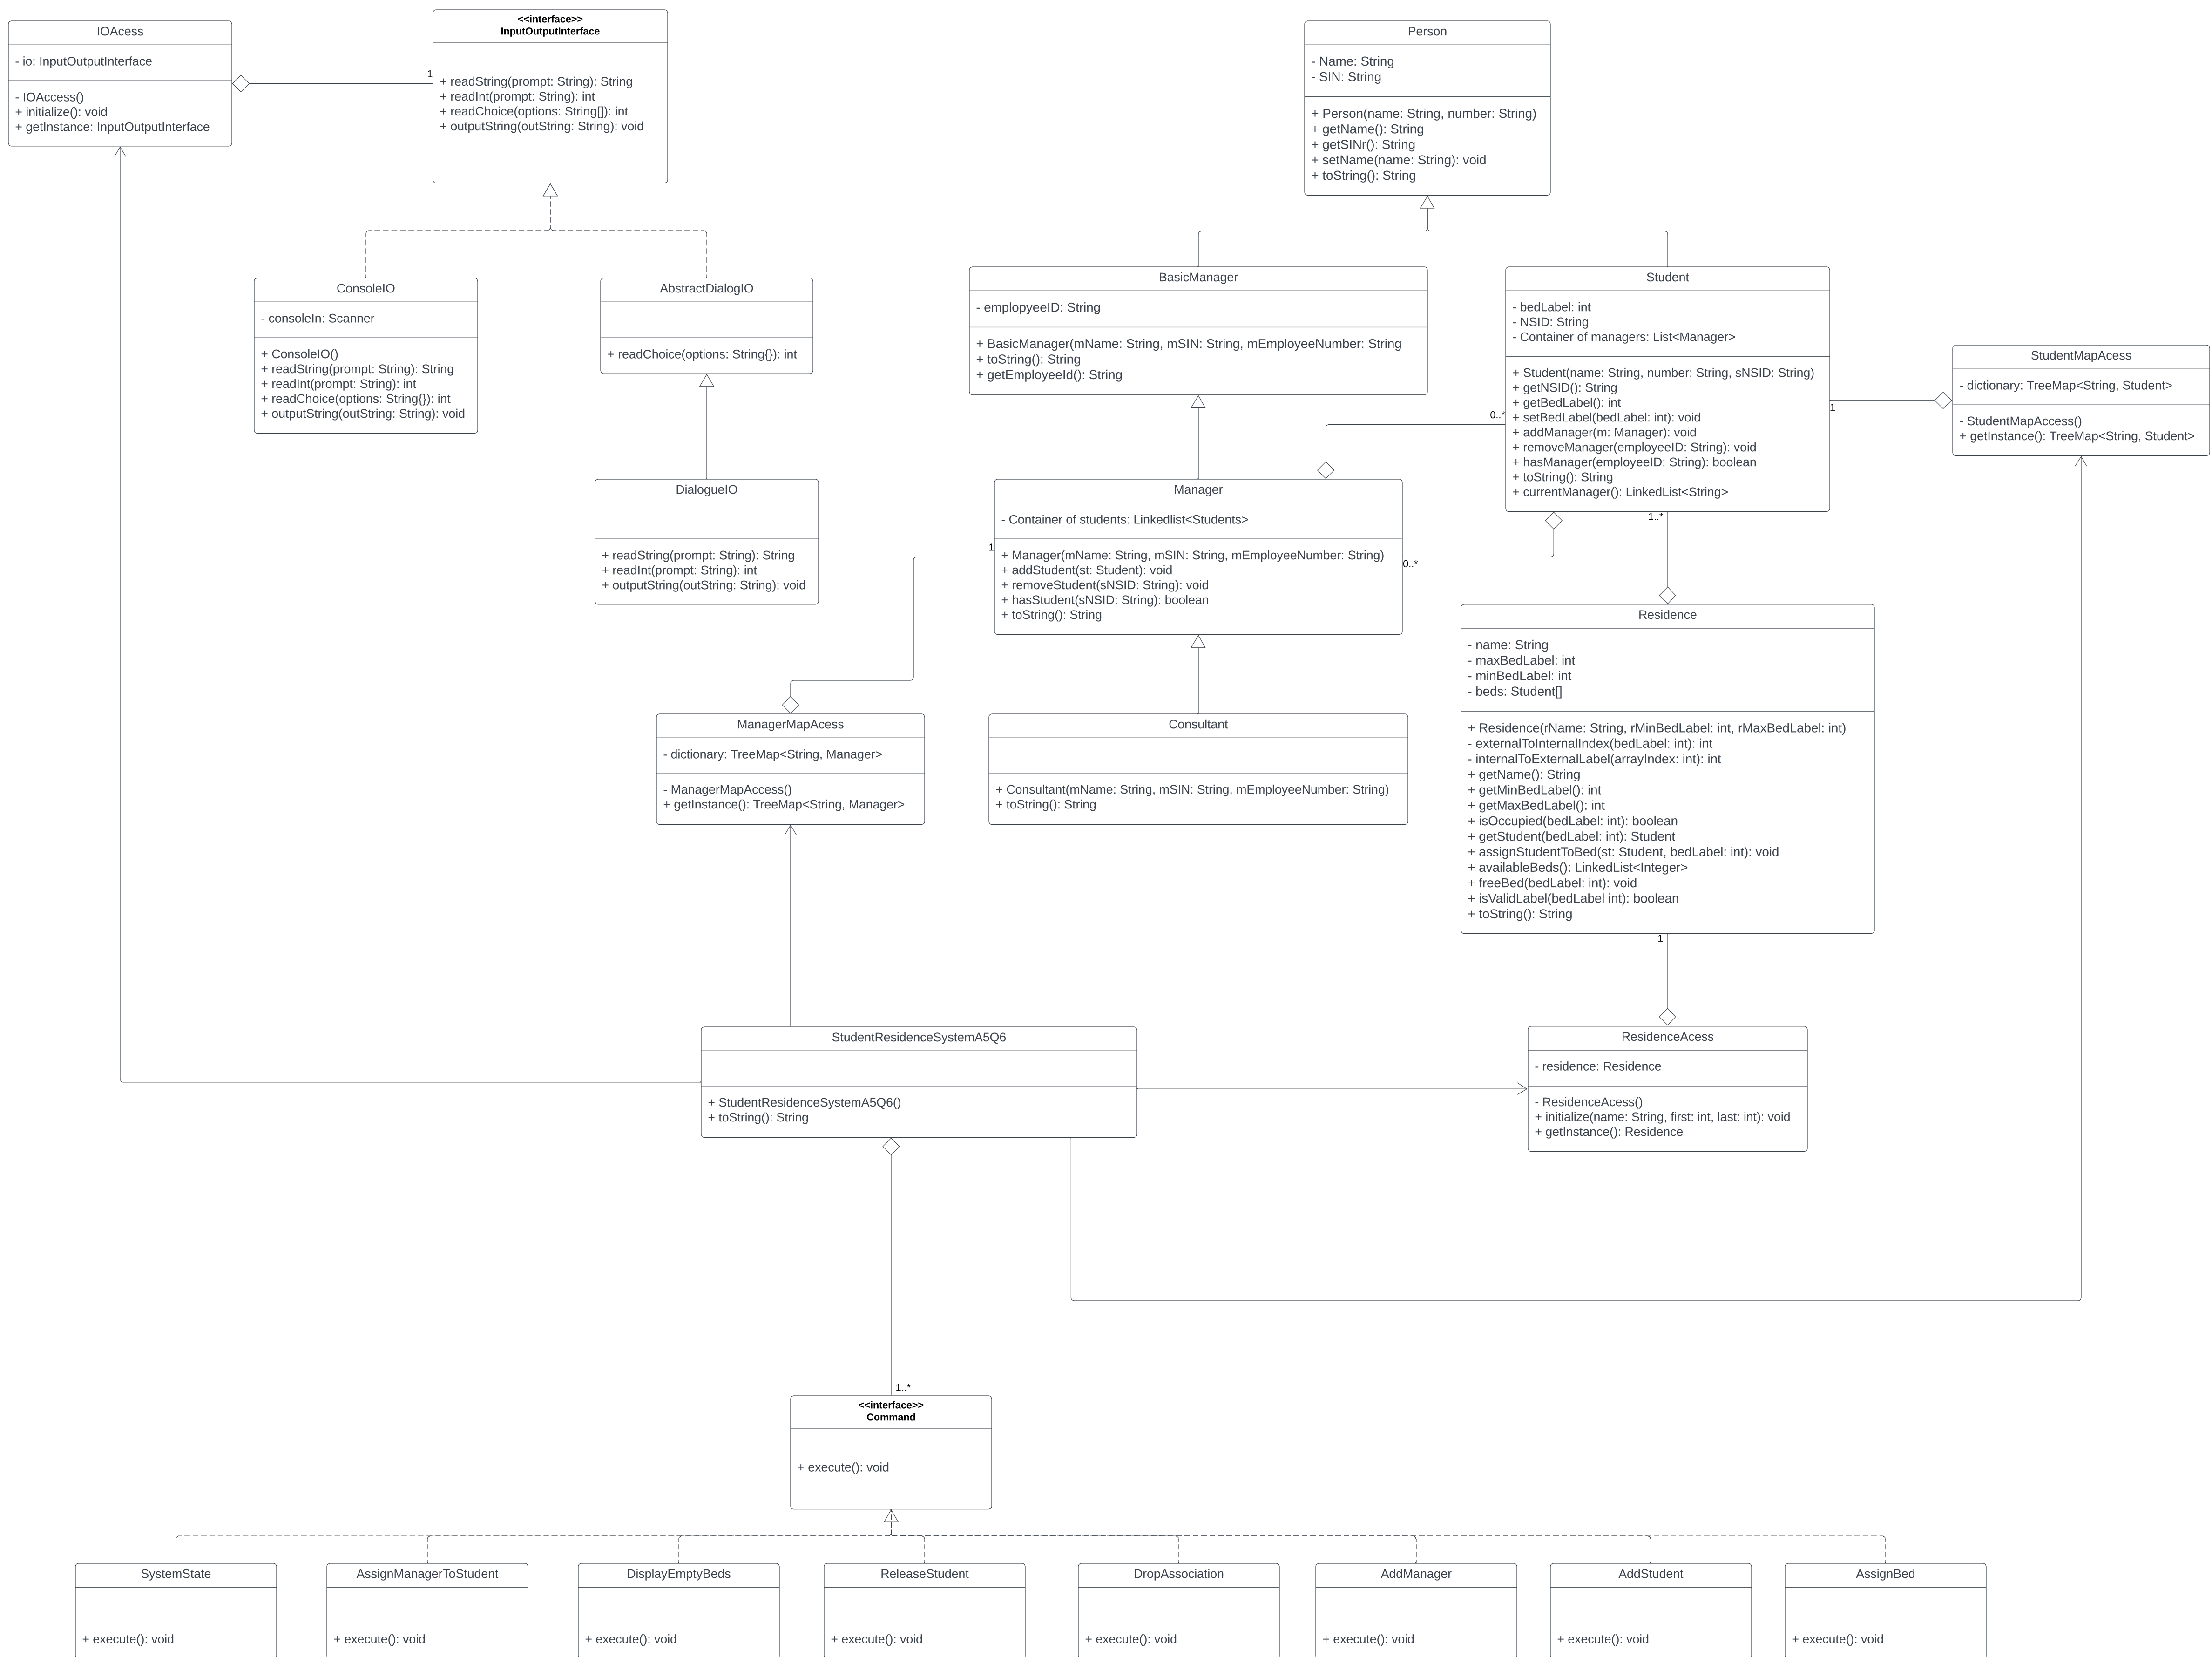 IOAcess
- io: InputOutputInterface
- IOAccess()
+ initialize(): void
+ getInstance: InputOutputInterface
1
<<interface>>
InputOutputInterface
+ readString(prompt: String): String
+ readInt(prompt: String): int
+ readChoice(options: String[]): int
+ outputString(outString: String): void
Person
- Name: String
- SIN: String
+ Person(name: String, number: String)
+ getName(): String
+ getSINr(): String
+ setName(name: String): void
+ toString(): String
ConsoleIO
- consoleIn: Scanner
+ ConsoleIO()
+ readString(prompt: String): String
+ readInt(prompt: String): int
+ readChoice(options: String{}): int
+ outputString(outString: String): void
AbstractDialogIO
+ readChoice(options: String{}): int
BasicManager
- emplopyeeID: String
+ BasicManager(mName: String, mSIN: String, mEmployeeNumber: String
+ toString(): String
+ getEmployeeId(): String
Student
- bedLabel: int
- NSID: String
- Container of managers: List<Manager>
+ Student(name: String, number: String, sNSID: String)
+ getNSID(): String
+ getBedLabel(): int
+ setBedLabel(bedLabel: int): void
+ addManager(m: Manager): void
+ removeManager(employeeID: String): void
+ hasManager(employeeID: String): boolean
+ toString(): String
+ currentManager(): LinkedList<String>
0..*
1
StudentMapAcess
- dictionary: TreeMap<String, Student>
- StudentMapAccess()
+ getInstance(): TreeMap<String, Student>
DialogueIO
+ readString(prompt: String): String
+ readInt(prompt: String): int
+ outputString(outString: String): void
1
Manager
- Container of students: Linkedlist<Students>
+ Manager(mName: String, mSIN: String, mEmployeeNumber: String)
+ addStudent(st: Student): void
+ removeStudent(sNSID: String): void
+ hasStudent(sNSID: String): boolean
+ toString(): String
0..*
1..*
Residence
- name: String
- maxBedLabel: int
- minBedLabel: int
- beds: Student[]
+ Residence(rName: String, rMinBedLabel: int, rMaxBedLabel: int)
- externalToInternalIndex(bedLabel: int): int
- internalToExternalLabel(arrayIndex: int): int
+ getName(): String
+ getMinBedLabel(): int
+ getMaxBedLabel(): int
+ isOccupied(bedLabel: int): boolean
+ getStudent(bedLabel: int): Student
+ assignStudentToBed(st: Student, bedLabel: int): void
+ availableBeds(): LinkedList<Integer>
+ freeBed(bedLabel: int): void
+ isValidLabel(bedLabel int): boolean
+ toString(): String
1
ManagerMapAcess
- dictionary: TreeMap<String, Manager>
- ManagerMapAccess()
+ getInstance(): TreeMap<String, Manager>
Consultant
+ Consultant(mName: String, mSIN: String, mEmployeeNumber: String)
+ toString(): String
StudentResidenceSystemA5Q6
+ StudentResidenceSystemA5Q6()
+ toString(): String
ResidenceAcess
- residence: Residence
- ResidenceAcess()
+ initialize(name: String, first: int, last: int): void
+ getInstance(): Residence
1..*
<<interface>>
Command
+ execute(): void
SystemState
+ execute(): void
AssignManagerToStudent
+ execute(): void
DisplayEmptyBeds
+ execute(): void
ReleaseStudent
+ execute(): void
DropAssociation
+ execute(): void
AddManager
+ execute(): void
AddStudent
+ execute(): void
AssignBed
+ execute(): void